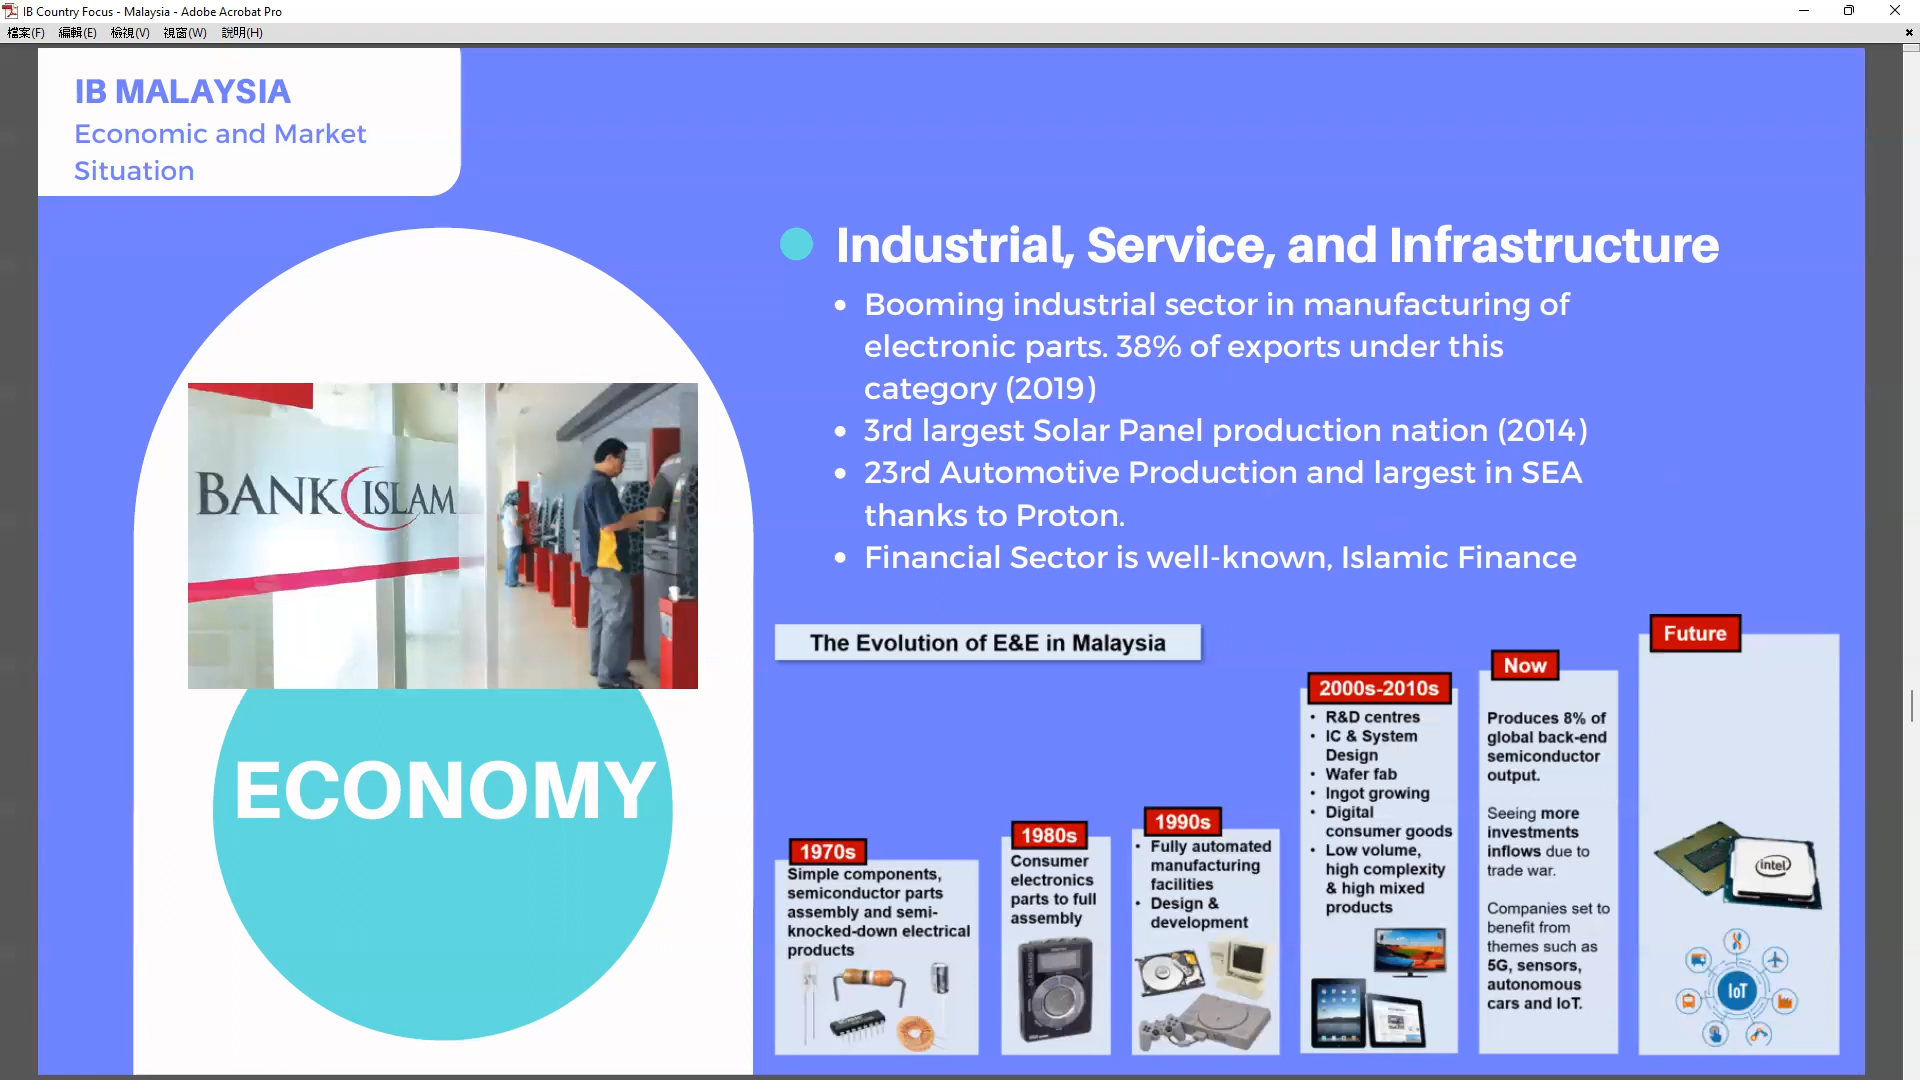 IB Country Focus - Malaysia - Adobe Acrobat Pro
檔案(F) 編輯(E) 檢視(V) 視窗(W) 說明(H)
IB MALAYSIA
Economic and Market
Situation
Industrial, Service, and Infrastructure
• Booming industrial sector in manufacturing of
electronic parts. 38% of exports under this
category (2019)
• 3rd largest Solar Panel production nation (2014)
• 23rd Automotive Production and largest in SEA
thanks to Proton.
• Financial Sector is well-known, Islamic Finance
BANK ISLAM
ECONOMY
The Evolution of E&E in Malaysia
1970s
Simple components,
semiconductor parts
assembly and semi-
knocked-down electrical
products
1980s
Consumer
electronics
parts to full
assembly
1990s
• Fully automated
manufacturing
facilities
• Design &
development
2000s-2010s
• R&D centres
• IC & System
Design
• Wafer fab
• Ingot growing
• Digital
consumer goods
• Low volume,
high complexity
& high mixed
products
Now
Produces 8% of
global back-end
semiconductor
output.
Seeing more
investments
inflows due to
trade war.
Companies set to
benefit from
themes such as
5G, sensors,
autonomous
cars and IoT.
Future
intel
IoT